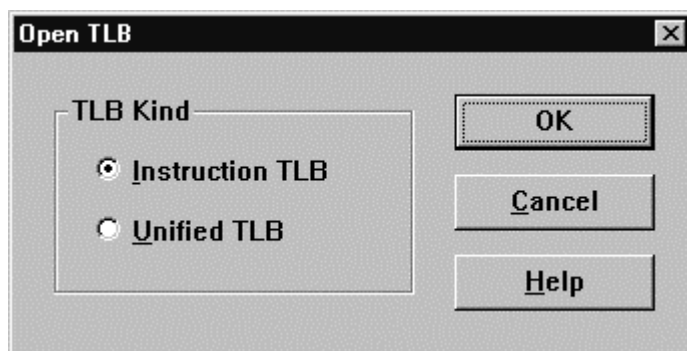 Open TLB
TLB Kind
Instruction TLB
Unified TLB
OK
Cancel
Help